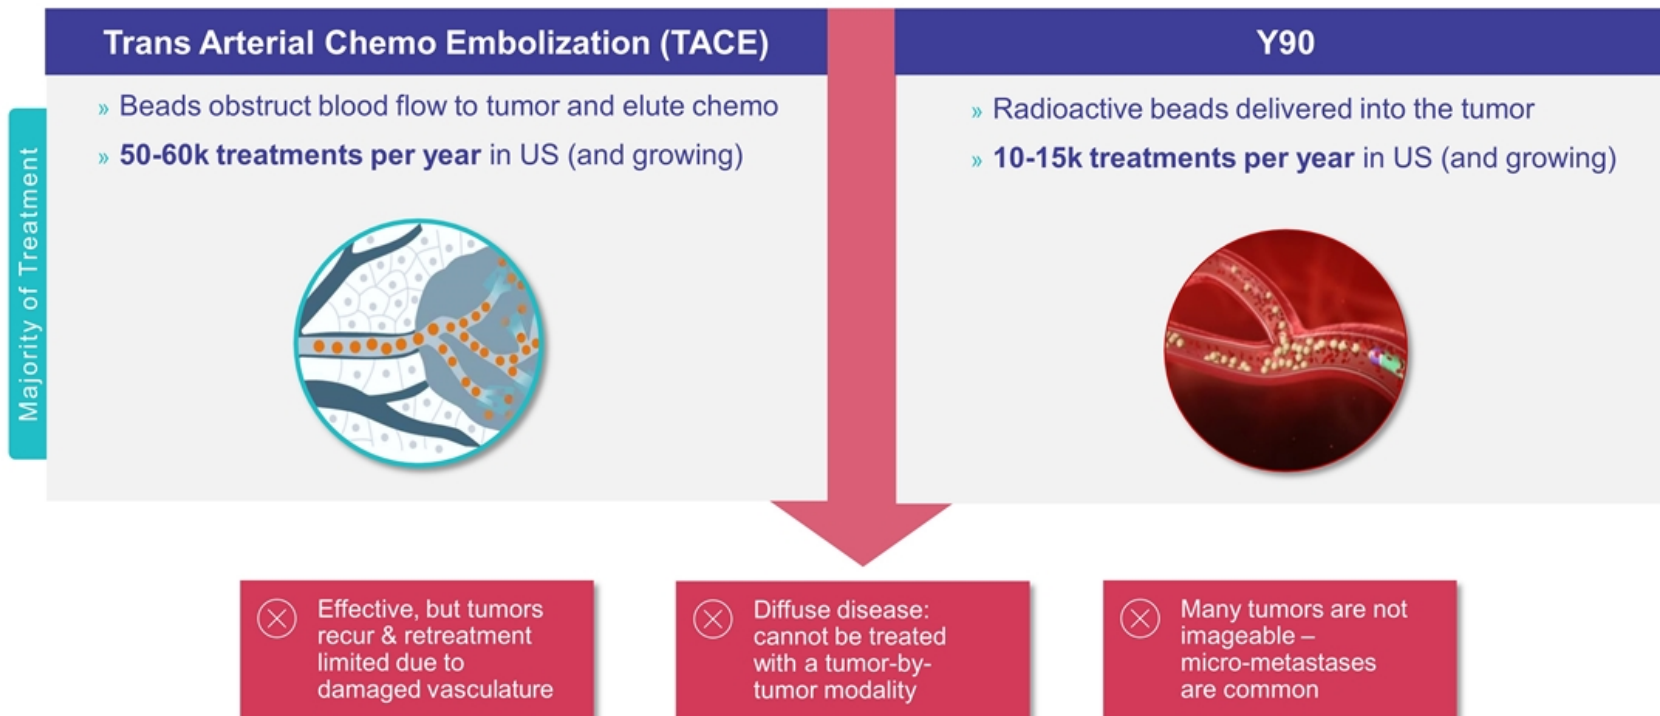 Trans Arterial Chemo Embolization (TACE)
» Beads obstruct blood flow to tumor and elute chemo
» 50-60k treatments per year in US (and growing)
Y90
» Radioactive beads delivered into the tumor
» 10-15k treatments per year in US (and growing)
Majority of Treatment
Effective, but tumors
recur & retreatment
limited due to
damaged vasculature
Diffuse disease:
cannot be treated
with a tumor-by-
tumor modality
Many tumors are not
imageable –
micro-metastases
are common